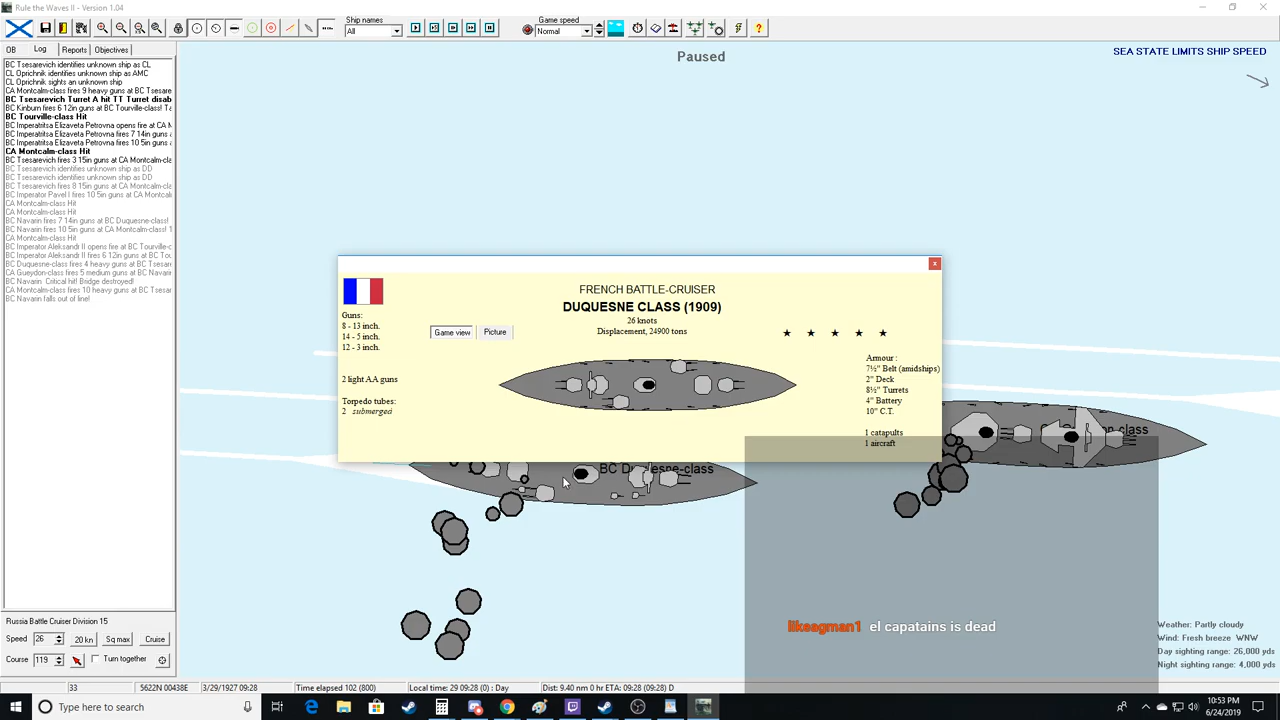 Rule the Waves II - Version 1.04
Ship names
All
Game speed
Normal
OB
Log
Reports
Objectives
Paused
SEA STATE LIMITS SHIP SPEED
BC Tsesarevich identifies unknown ship as CL
CL Oprichnik identifies unknown ship as AMC
CL Oprichnik sights an unknown ship
CA Montcalm-class fires 9 heavy guns at BC Tsesare
BC Tsesarevich Turret A hit TT Turret disab
BC Kinburn fires 6 12in guns at BC Tourville-class! Ta
BC Tourville-class Hit
BC Imperatritsa Elizaveta Petrovna opens fire at CA M
BC Imperatritsa Elizaveta Petrovna fires 7 14in guns a
BC Imperatritsa Elizaveta Petrovna fires 10 5in guns a
CA Montcalm-class Hit
BC Tsesarevich fires 3 15in guns at CA Montcalm-cla
BC Tsesarevich identifies unknown ship as DD
BC Tsesarevich identifies unknown ship as DD
BC Tsesarevich fires 8 15in guns at CA Montcalm-cla
BC Imperator Pavel I fires 10 5in guns at CA Montcal
CA Montcalm-class Hit
CA Montcalm-class Hit
BC Navarin fires 7 14in guns at BC Duquesne-class!
BC Navarin fires 10 5in guns at CA Montcalm-class! 1
CA Montcalm-class Hit
BC Imperator Aleksandr II opens fire at BC Tourville-c
BC Imperator Aleksandr II fires 6 12in guns at BC Tou
BC Duquesne-class fires 4 heavy guns at BC Tsesare
CA Gueydon-class fires 5 medium guns at BC Navarin
BC Navarin Critical hit! Bridge destroyed!
CA Montcalm-class fires 10 heavy guns at BC Tsesar
BC Navarin falls out of line!
FRENCH BATTLE-CRUISER
DUQUESNE CLASS (1909)
26 knots
Displacement, 24900 tons
Guns:
8 - 13 inch.
14 - 5 inch.
12 - 3 inch.
2 light AA guns
Torpedo tubes:
2 submerged
Game view
Picture
Armour :
7½" Belt (amidships)
2" Deck
8½" Turrets
4" Battery
10" C.T.
1 catapults
1 aircraft
class
BC Duquesne-class
likeagman1 el capatains is dead
Russia Battle Cruiser Division 15
Speed
26
20 kn
Sq max
Cruise
Course
119
Turn together
Weather: Partly cloudy
Wind: Fresh breeze WNW
Day sighting range: 26,000 yds
Night sighting range: 4,000 yds
33
5622N 00438E
3/29/1927 09:28
Time elapsed 102 (800)
Local time: 29 09:28 (0) : Day
Dist: 9.40 nm 0 hr ETA: 09:28 (09:28) D
Type here to search
10:53 PM
6/24/2019